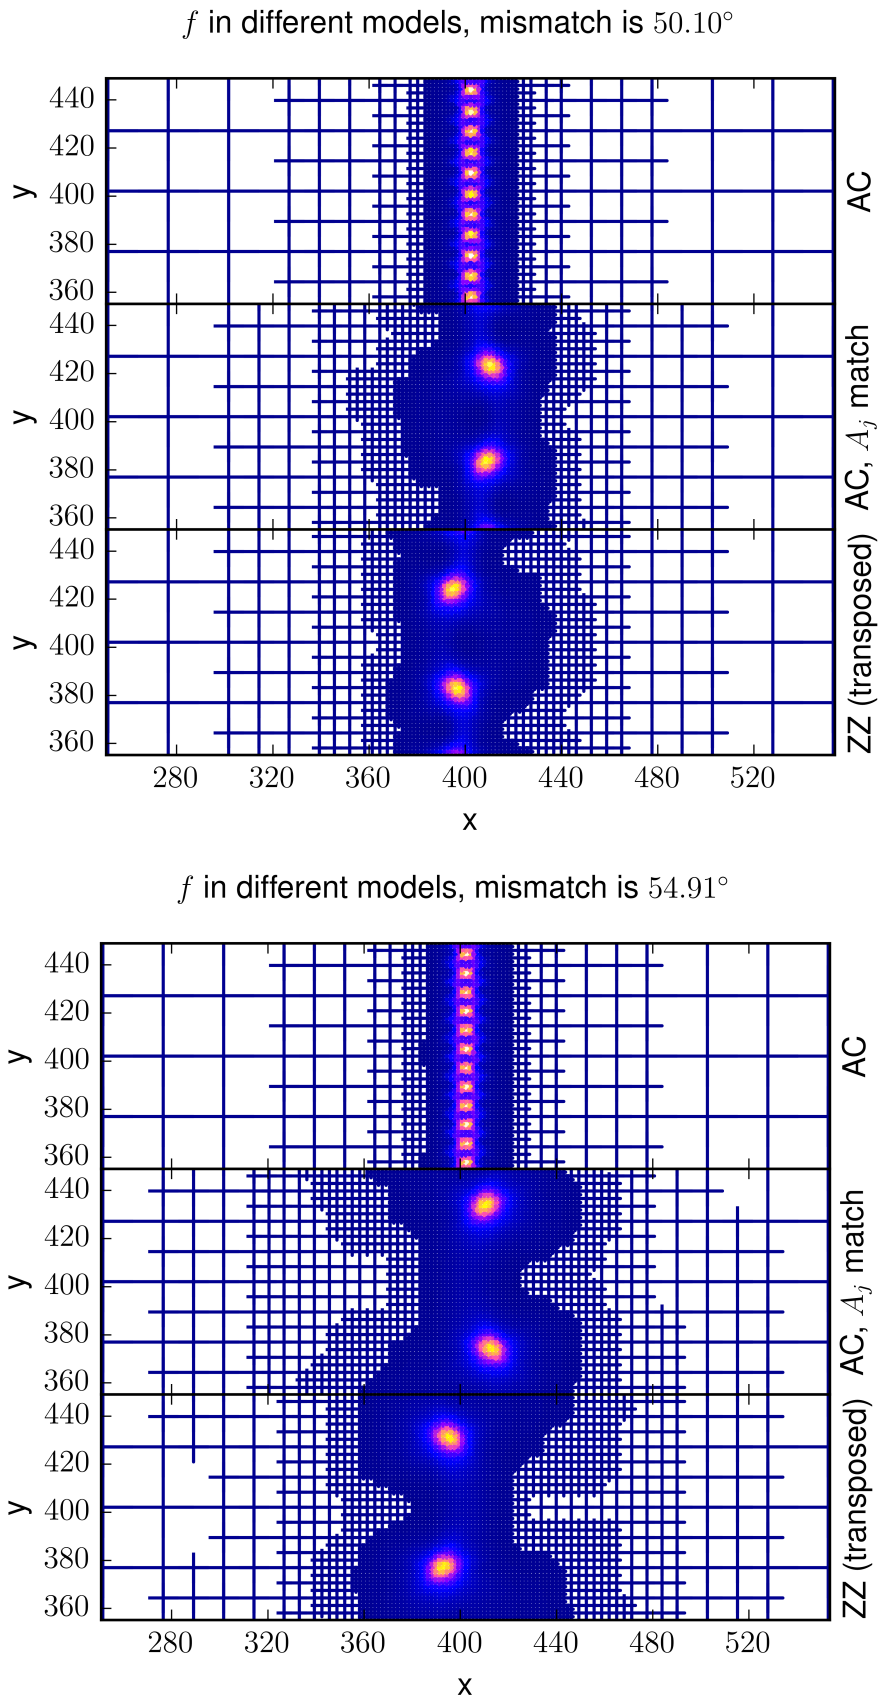 f in different models, mismatch is 50.10°
440
420
400
380
360
y
AC
440
420
400
380
360
y
AC, A_j match
440
420
400
380
360
y
ZZ (transposed)
280 320 360 400 440 480 520
x
f in different models, mismatch is 54.91°
440
420
400
380
360
y
AC
440
420
400
380
360
y
AC, A_j match
440
420
400
380
360
y
ZZ (transposed)
280 320 360 400 440 480 520
x